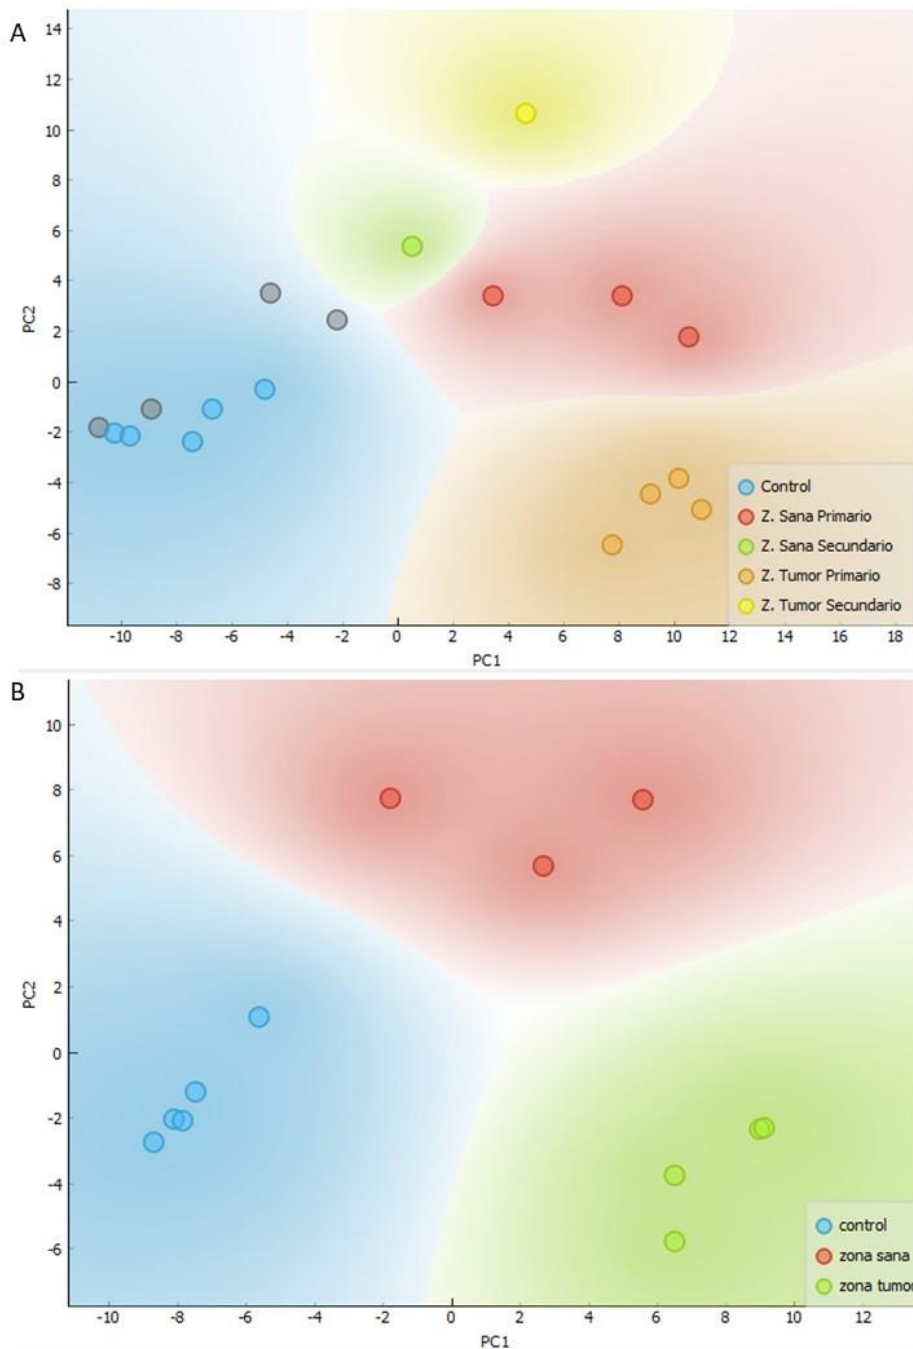 A
14
12
10
8
6
4
2
0
-2
-4
-6
-8
PC2
-10 -8 -6 -4 -2 0 2 4 6 8 10 12 14 16 18
PC1
Control
Z. Sana Primario
Z. Sana Secundario
Z. Tumor Primario
Z. Tumor Secundario
B
10
8
6
4
2
0
-2
-4
-6
PC2
-10 -8 -6 -4 -2 0 2 4 6 8 10 12
PC1
control
zona sana
zona tumor